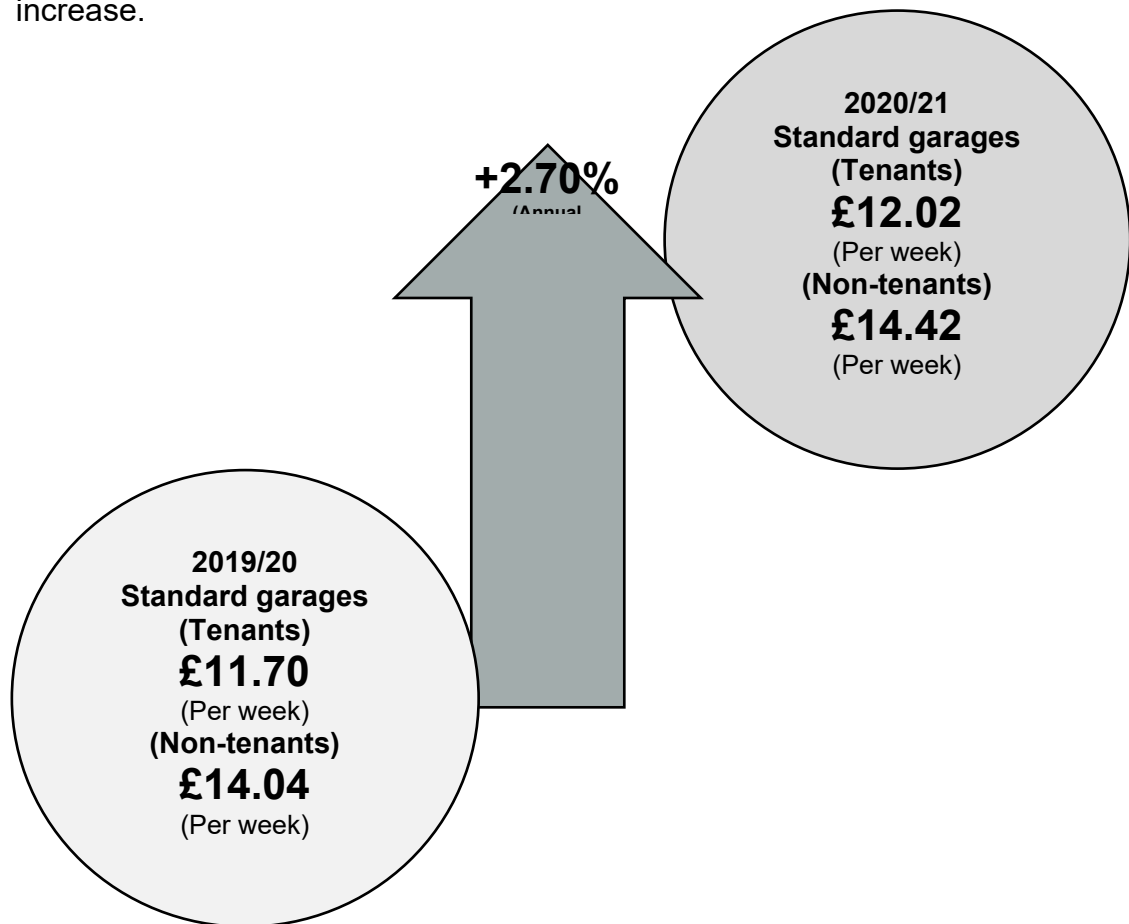 increase.
2020/21
Standard garages
(Tenants)
£12.02
(Per week)
(Non-tenants)
£14.42
(Per week)
+2.70%
(Annual
2019/20
Standard garages
(Tenants)
£11.70
(Per week)
(Non-tenants)
£14.04
(Per week)